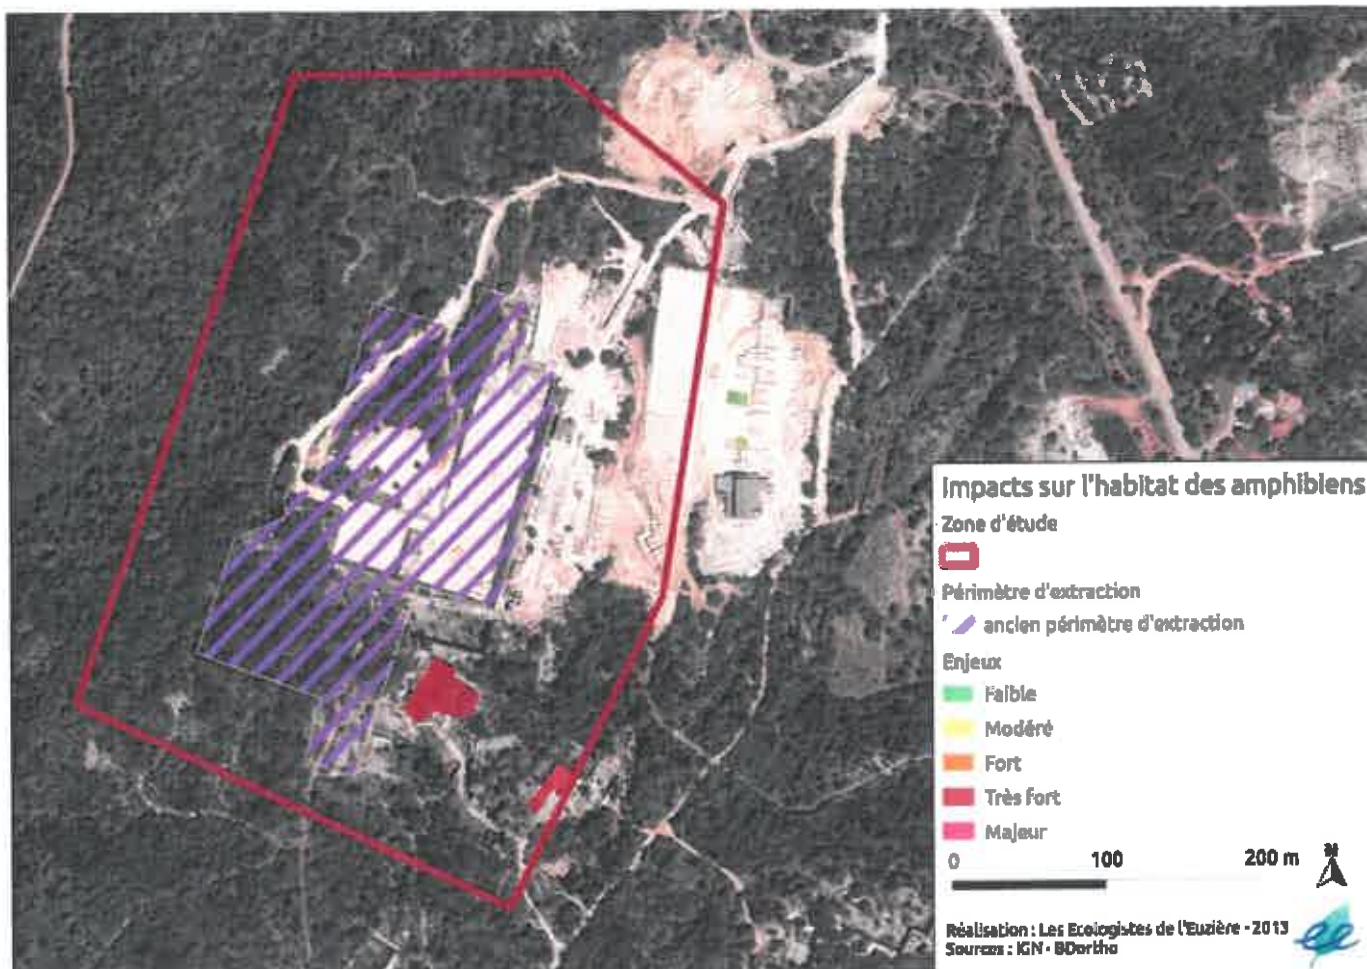 Impacts sur l'habitat des amphibiens
Zone d'étude
Périmètre d'extraction
ancien périmètre d'extraction
Enjeux
Faible
Modéré
Fort
Très fort
Majeur
0 100 200 m N
Réalisation : Les Ecologistes de l'Euzière - 2013
Sources : IGN - BDortho
ee